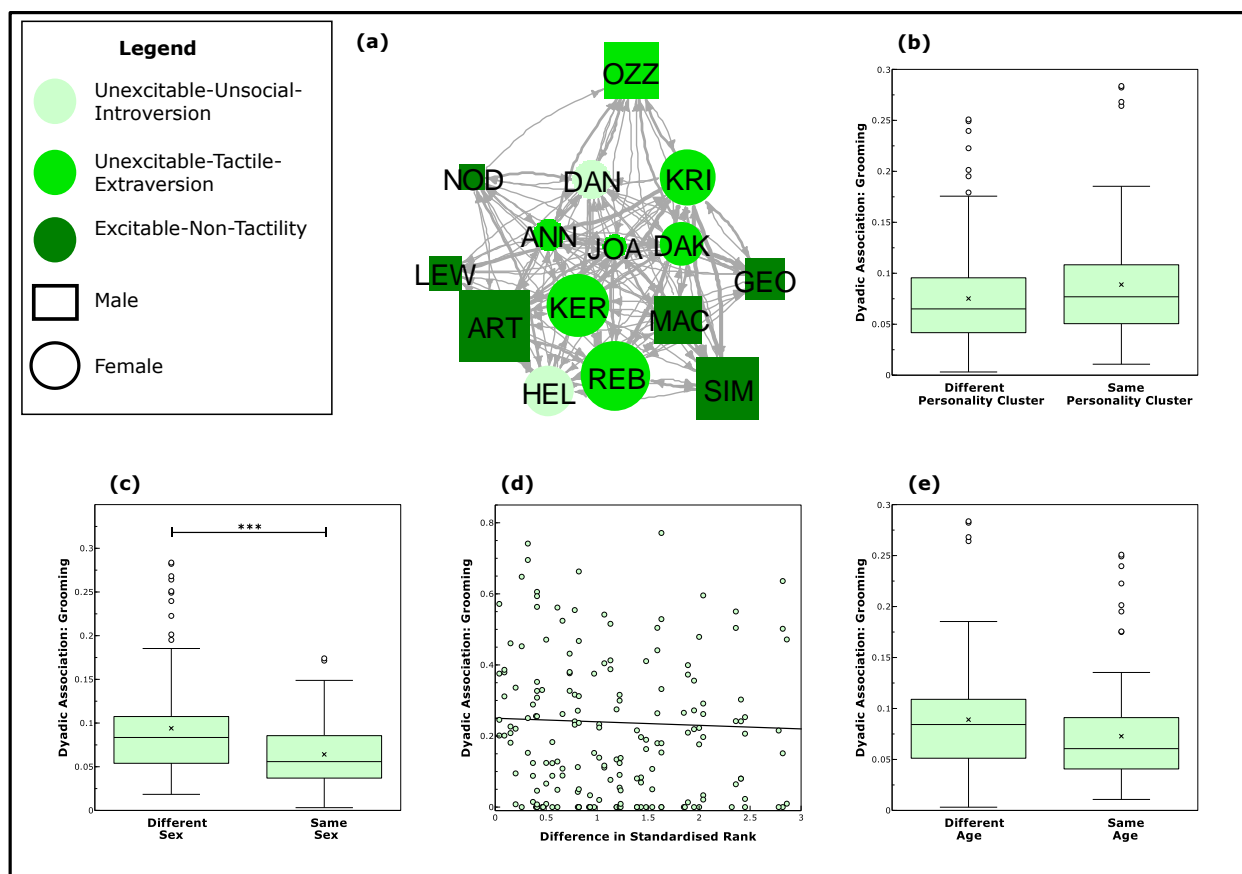 Legend
Unexcitable-Unsocial-
Introversion
Unexcitable-Tactile-
Extraversion
Excitable-Non-Tactility
Male
Female
(a)
OZZ
NOD
DAN
KRI
ANN
JOA
DAK
LEW
GEO
ART
KER
MAC
HEL
REB
SIM
(b)
Dyadic Association: Grooming
0.3
0.25
0.2
0.15
0.1
0.05
0
Different
Personality Cluster
Same
Personality Cluster
(c)
Dyadic Association: Grooming
***
0.3
0.25
0.2
0.15
0.1
0.05
0
Different
Sex
Same
Sex
(d)
Dyadic Association: Grooming
0.8
0.6
0.4
0.2
0
0
0.5
1
1.5
2
2.5
3
Difference in Standardised Rank
(e)
Dyadic Association: Grooming
0.3
0.25
0.2
0.15
0.1
0.05
0
Different
Age
Same
Age